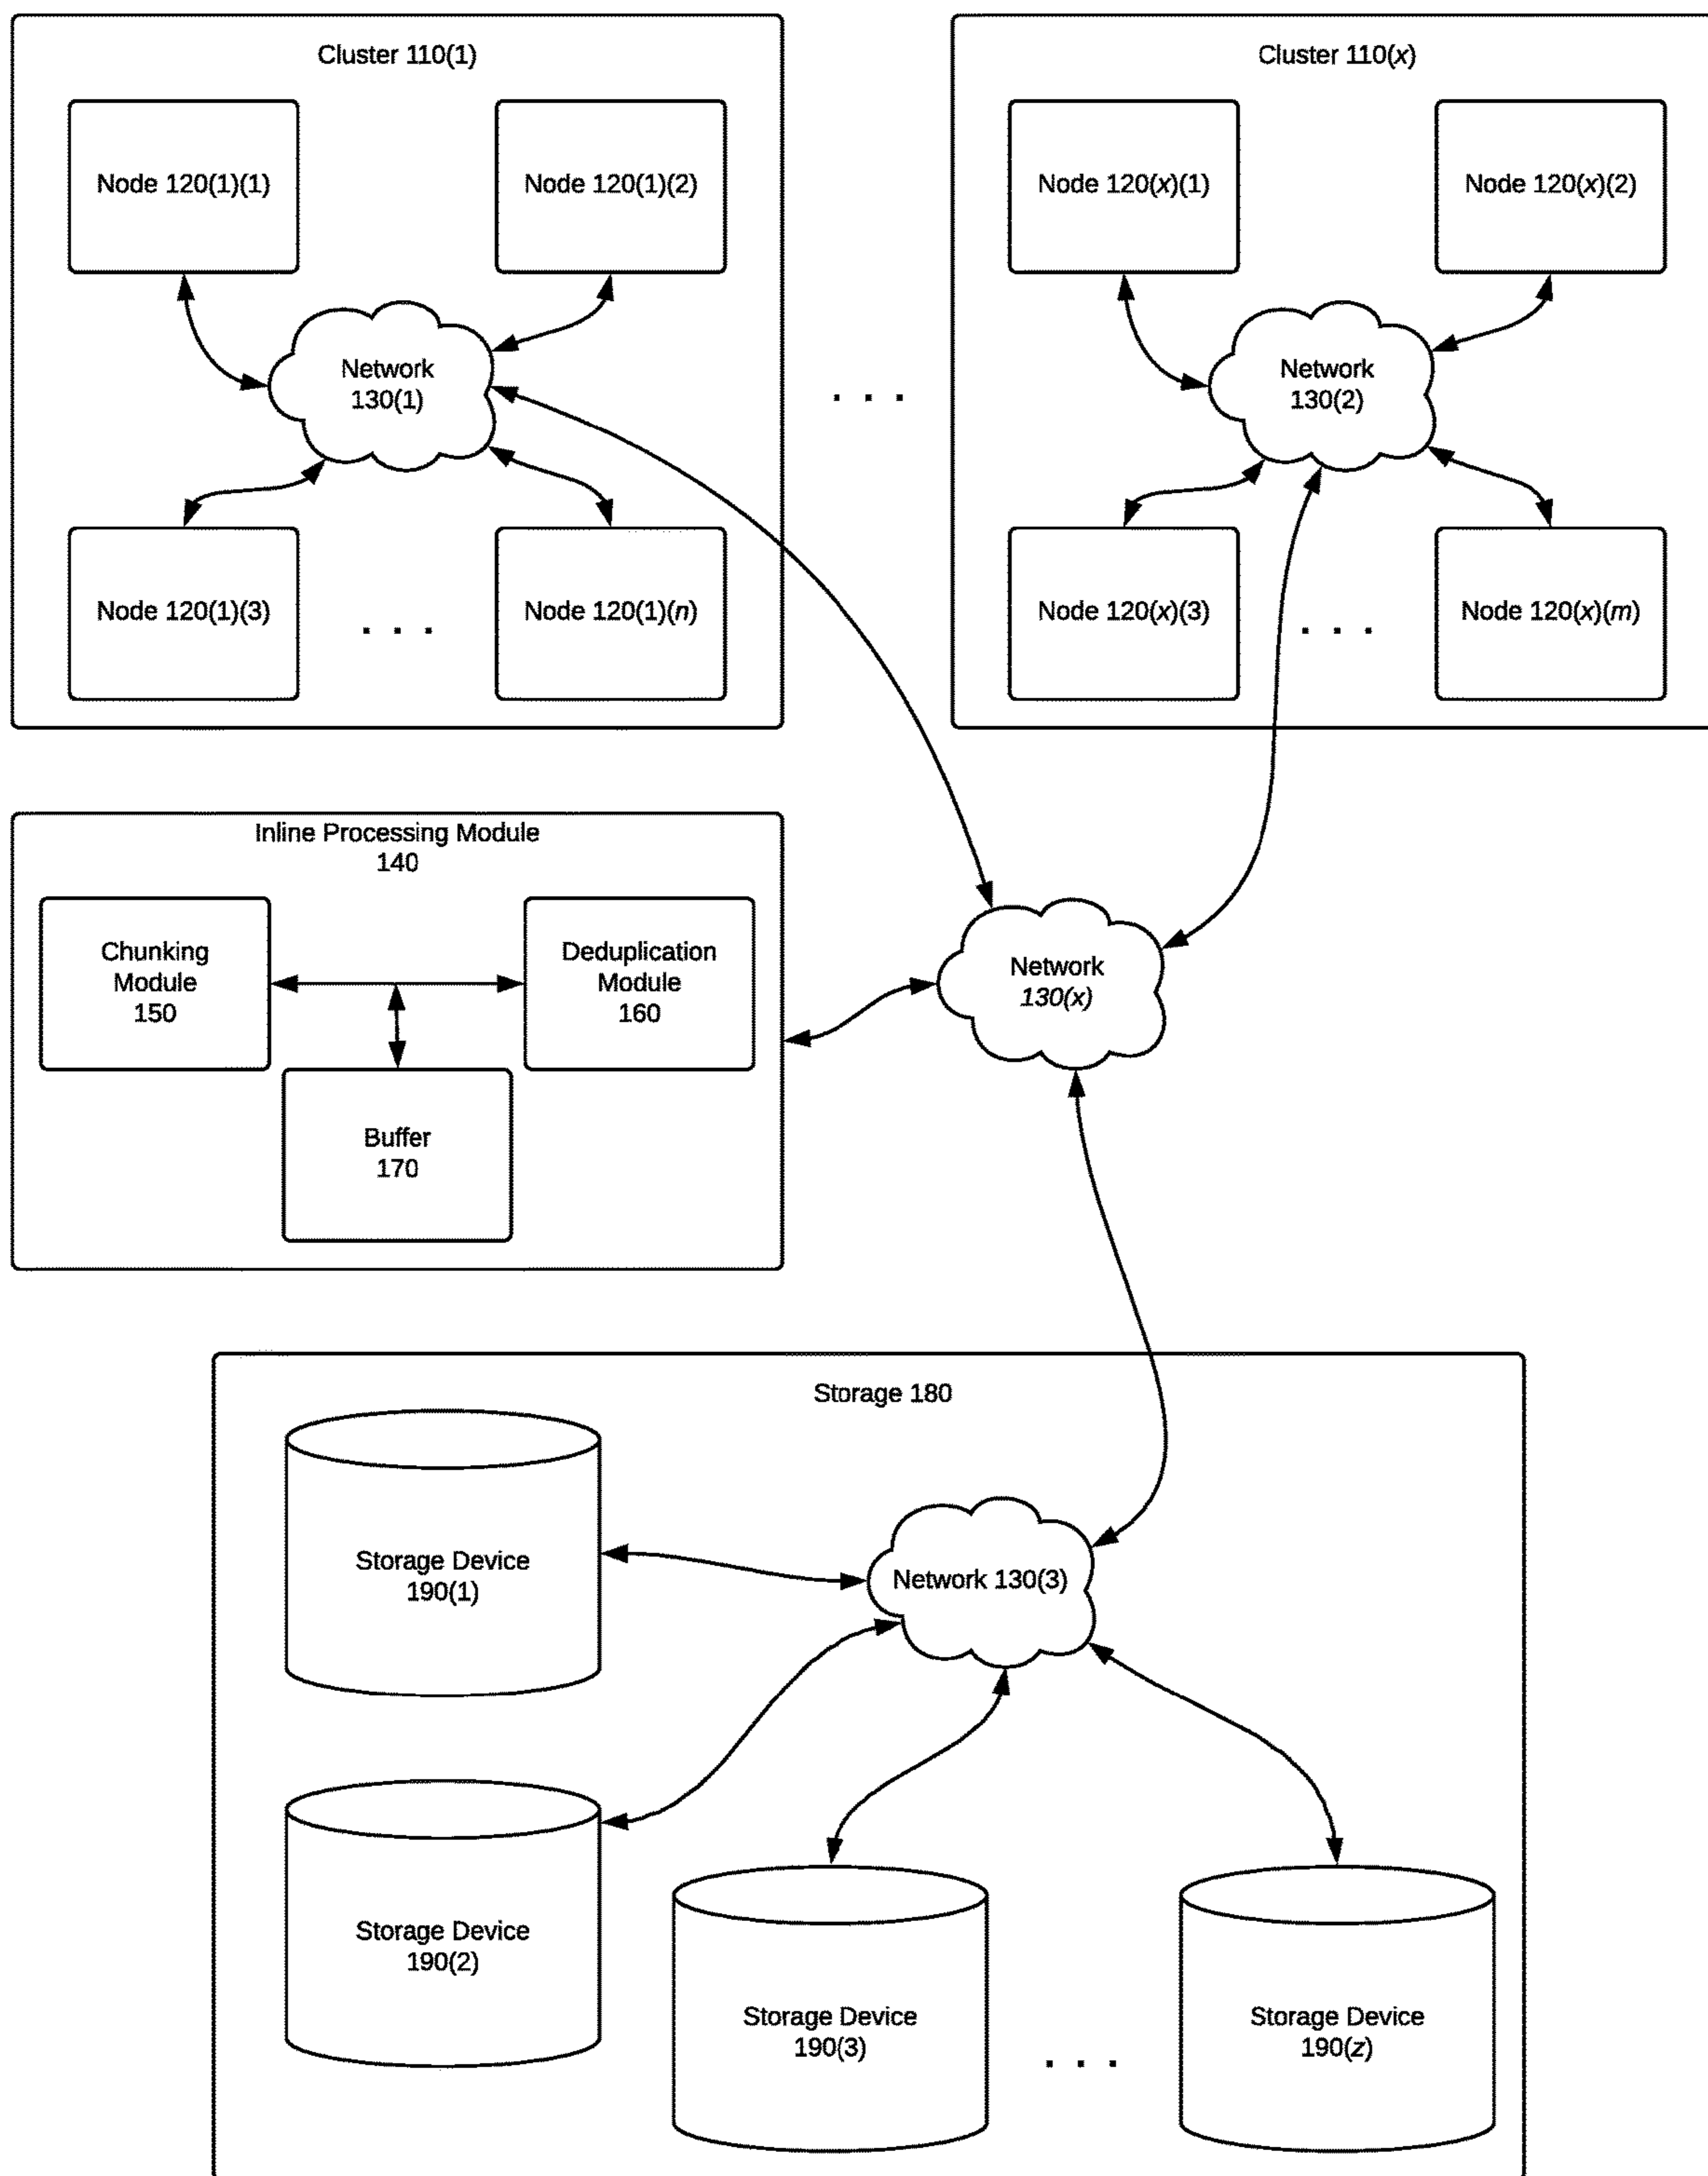 Cluster 110(1)
Node 120(1)(1)
Node 120(1)(2)
Network
130(1)
Node 120(1)(3)
. . .
Node 120(1)(n)
. . .
Cluster 110(x)
Node 120(x)(1)
Node 120(x)(2)
Network
130(2)
Node 120(x)(3)
. . .
Node 120(x)(m)
Inline Processing Module
140
Chunking
Module
150
Deduplication
Module
160
Buffer
170
Network
130(x)
Storage 180
Storage Device
190(1)
Network 130(3)
Storage Device
190(2)
Storage Device
190(3)
. . .
Storage Device
190(z)